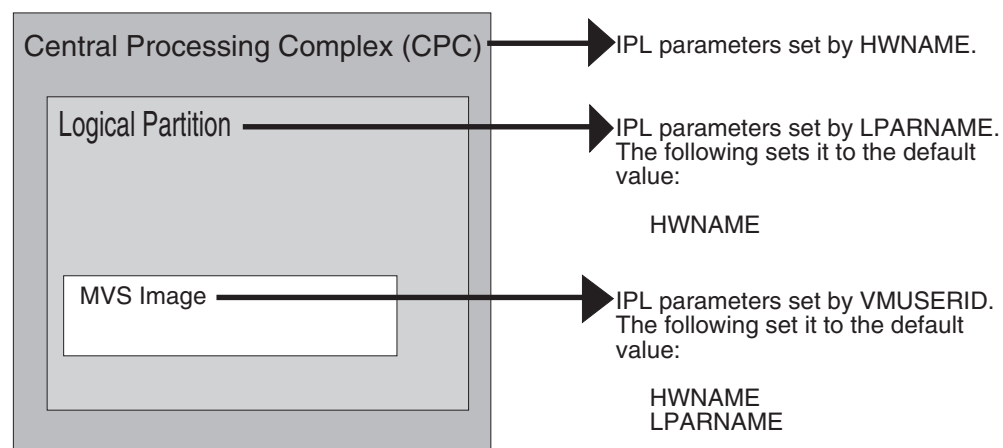 Central Processing Complex (CPC)
IPL parameters set by HWNAME.
Logical Partition
IPL parameters set by LPARNAME.
The following sets it to the default
value:
HWNAME
MVS Image
IPL parameters set by VMUSERID.
The following set it to the default
value:
HWNAME
LPARNAME